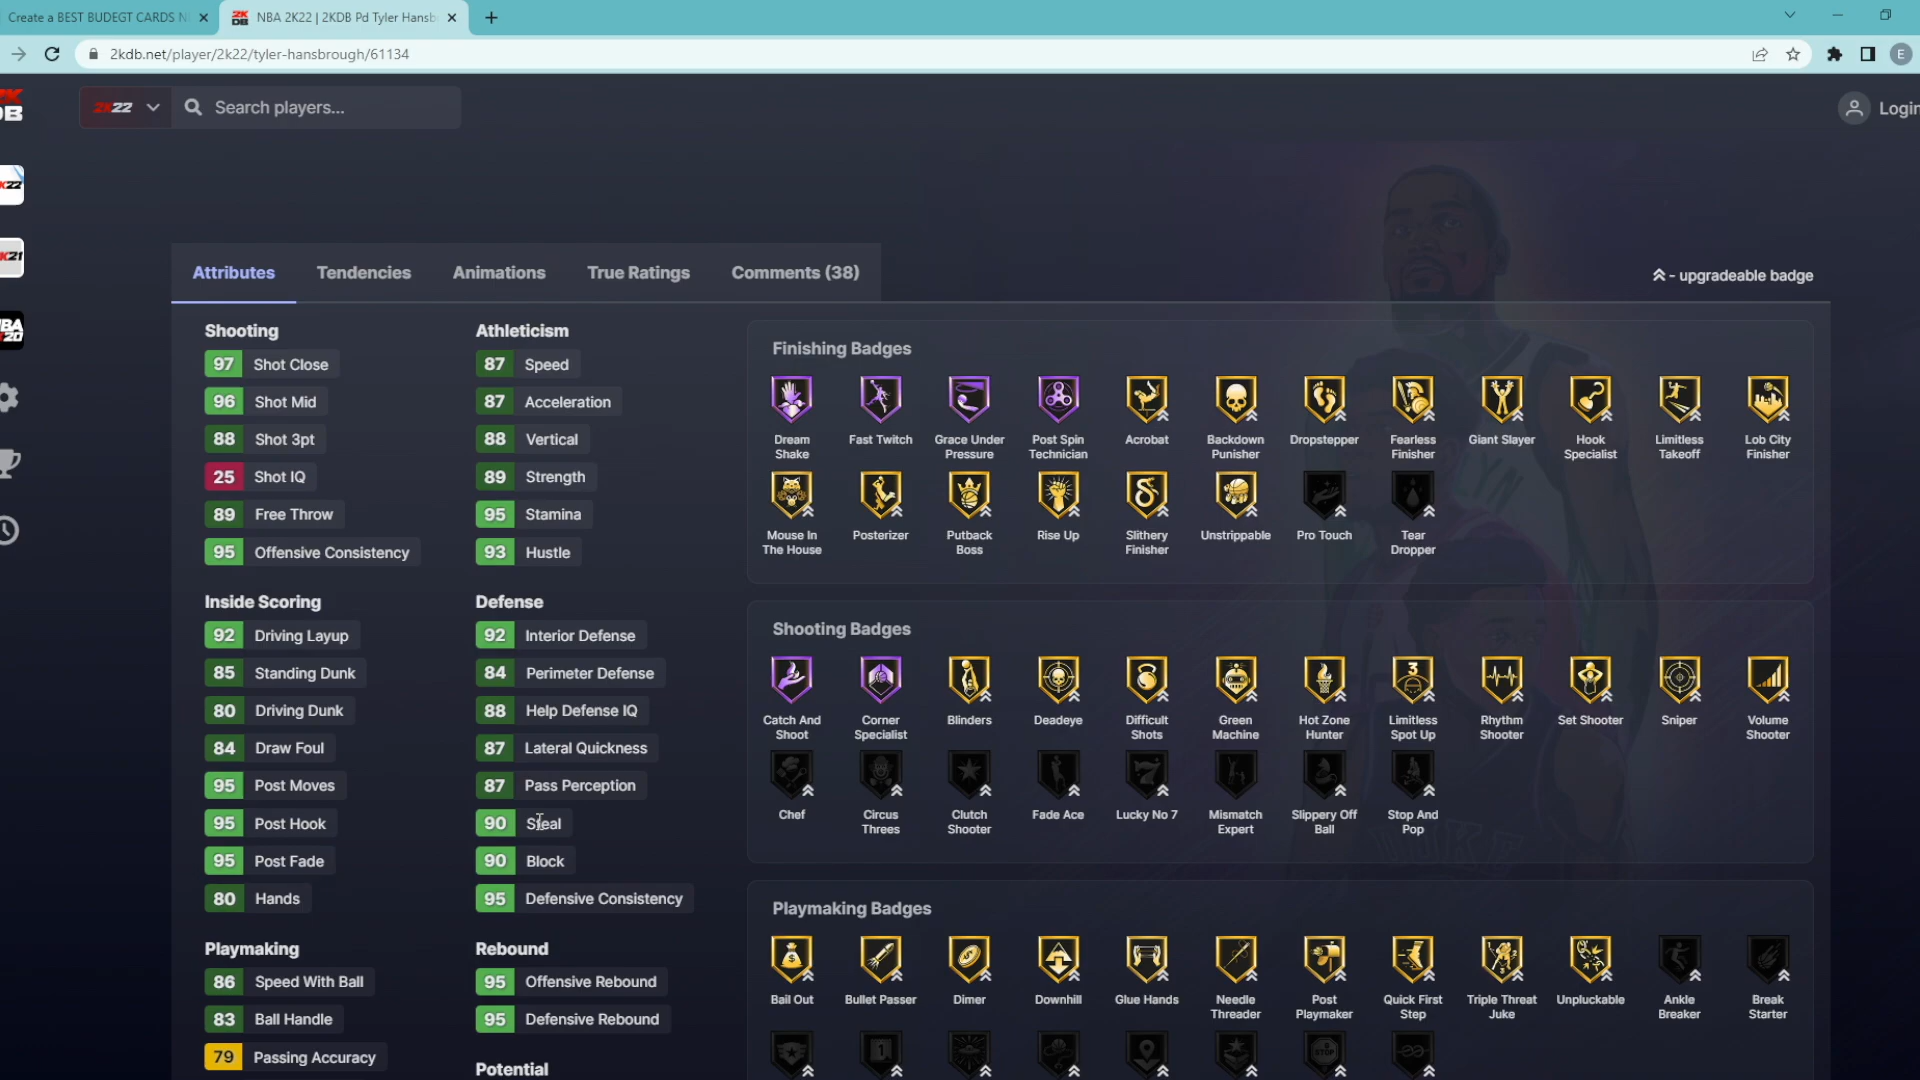 Create a BEST BUDEGT CARDS N
NBA 2K22 | 2KDB Pd Tyler Hansb
2kdb.net/player/2k22/tyler-hansbrough/61134
E
2K
DB
2K22
Search players...
Login
K22
K21
BA
20
Attributes
Tendencies
Animations
True Ratings
Comments (38)
- upgradeable badge
Shooting
97 Shot Close
96 Shot Mid
88 Shot 3pt
25 Shot IQ
89 Free Throw
95 Offensive Consistency
Inside Scoring
92 Driving Layup
85 Standing Dunk
80 Driving Dunk
84 Draw Foul
95 Post Moves
95 Post Hook
95 Post Fade
80 Hands
Playmaking
86 Speed With Ball
83 Ball Handle
79 Passing Accuracy
Athleticism
87 Speed
87 Acceleration
88 Vertical
89 Strength
95 Stamina
93 Hustle
Defense
92 Interior Defense
84 Perimeter Defense
88 Help Defense IQ
87 Lateral Quickness
87 Pass Perception
90 Steal
90 Block
95 Defensive Consistency
Rebound
95 Offensive Rebound
95 Defensive Rebound
Potential
Finishing Badges
Dream
Shake
Fast Twitch
Grace Under
Pressure
Post Spin
Technician
Acrobat
Backdown
Punisher
Dropstepper
Fearless
Finisher
Giant Slayer
Hook
Specialist
Limitless
Takeoff
Lob City
Finisher
Mouse In
The House
Posterizer
Putback
Boss
Rise Up
Slithery
Finisher
Unstrippable
Pro Touch
Tear
Dropper
Shooting Badges
Catch And
Shoot
Corner
Specialist
Blinders
Deadeye
Difficult
Shots
Green
Machine
Hot Zone
Hunter
Limitless
Spot Up
Rhythm
Shooter
Set Shooter
Sniper
Volume
Shooter
Chef
Circus
Threes
Clutch
Shooter
Fade Ace
Lucky No 7
Mismatch
Expert
Slippery Off
Ball
Stop And
Pop
Playmaking Badges
Bail Out
Bullet Passer
Dimer
Downhill
Glue Hands
Needle
Threader
Post
Playmaker
Quick First
Step
Triple Threat
Juke
Unpluckable
Ankle
Breaker
Break
Starter